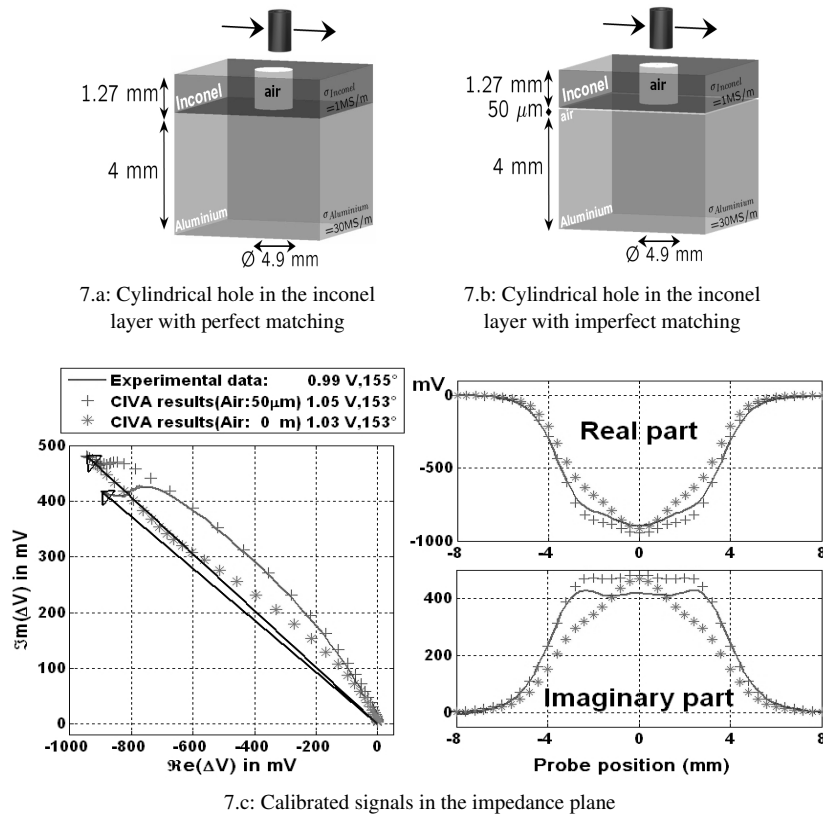 1.27 mm
Inconel
air
σInconel
=1MS/m
4 mm
Aluminium
σAluminium
=30MS/m
Ø 4.9 mm
7.a: Cylindrical hole in the inconel
layer with perfect matching
1.27 mm
Inconel
air
σInconel
=1MS/m
50 μm
air
4 mm
Aluminium
σAluminium
=30MS/m
Ø 4.9 mm
7.b: Cylindrical hole in the inconel
layer with imperfect matching
Experimental data: 0.99 V,155°
CIVA results(Air:50μm) 1.05 V,153°
CIVA results(Air: 0 m) 1.03 V,153°
500
400
300
200
100
0
-1000 -800 -600 -400 -200 0
ℑm(ΔV) in mV
ℜe(ΔV) in mV
mV
0
-500
-1000
Real part
-8 -4 0 4 8
400
200
0
Imaginary part
-8 -4 0 4 8
Probe position (mm)
7.c: Calibrated signals in the impedance plane